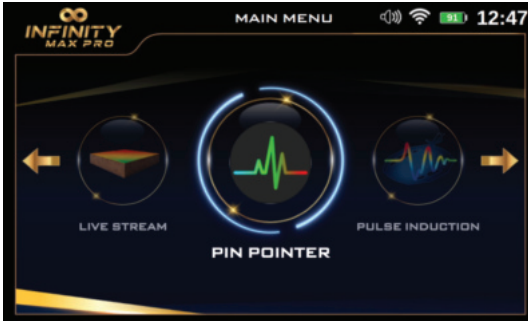 INFINITY
MAX PRO
MAIN MENU
91
12:47
LIVE STREAM
PIN POINTER
PULSE INDUCTION